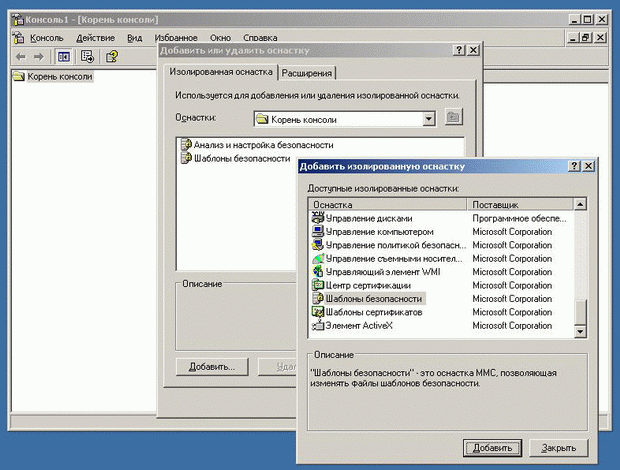 Консоль1 - [Корень консоли]
Консоль Действие Вид Избранное Окно Справка
Корень консоли
Добавить или удалить оснастку
Изолированная оснастка Расширения
Используется для добавления или удаления изолированной оснастки.
Оснастки: Корень консоли
Анализ и настройка безопасности
Шаблоны безопасности
Описание
Добавить... Удал
Добавить изолированную оснастку
Доступные изолированные оснастки:
Оснастка Поставщик
Управление дисками Программное обеспе...
Управление компьютером Microsoft Corporation
Управление политикой безопасн... Microsoft Corporation
Управление съемными носител... Microsoft Corporation
Управляющий элемент WMI Microsoft Corporation
Центр сертификации Microsoft Corporation
Шаблоны безопасности Microsoft Corporation
Шаблоны сертификатов Microsoft Corporation
Элемент ActiveX Microsoft Corporation
Описание
"Шаблоны безопасности" - это оснастка MMC, позволяющая
изменять файлы шаблонов безопасности.
Добавить Закрыть